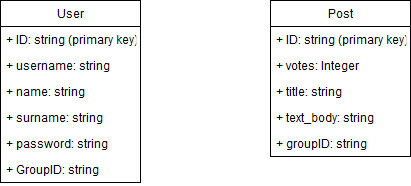 User
+ ID: string (primary key)
+ username: string
+ name: string
+ surname: string
+ password: string
+ GroupID: string
Post
+ ID: string (primary key)
+ votes: Integer
+ title: string
+ text_body: string
+ groupID: string